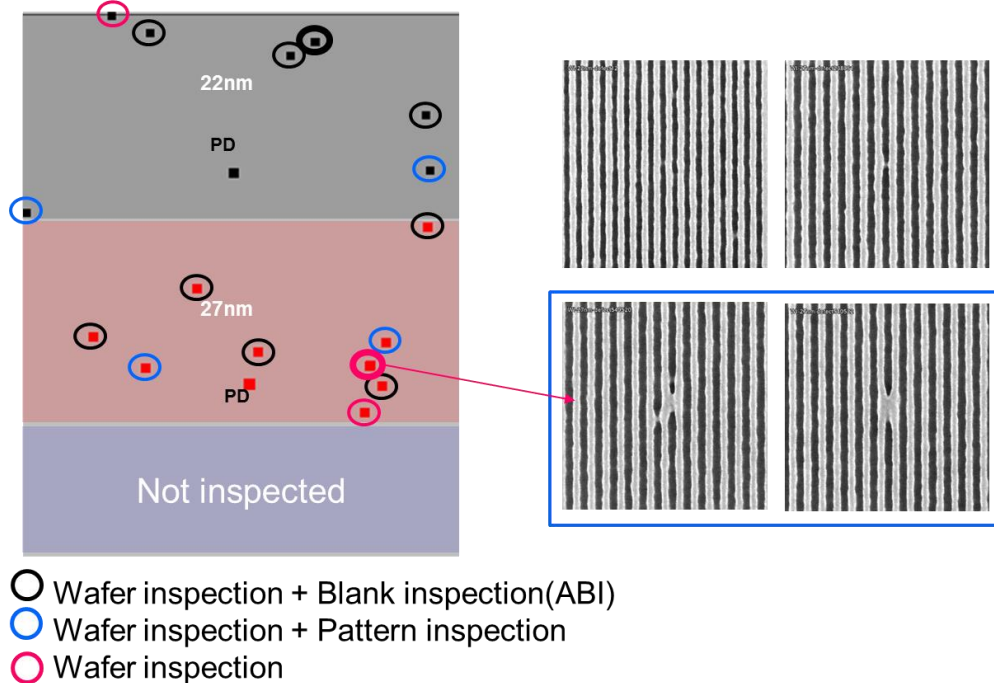 22nm
PD
27nm
PD
Not inspected
Wafer inspection + Blank inspection(ABI)
Wafer inspection + Pattern inspection
Wafer inspection